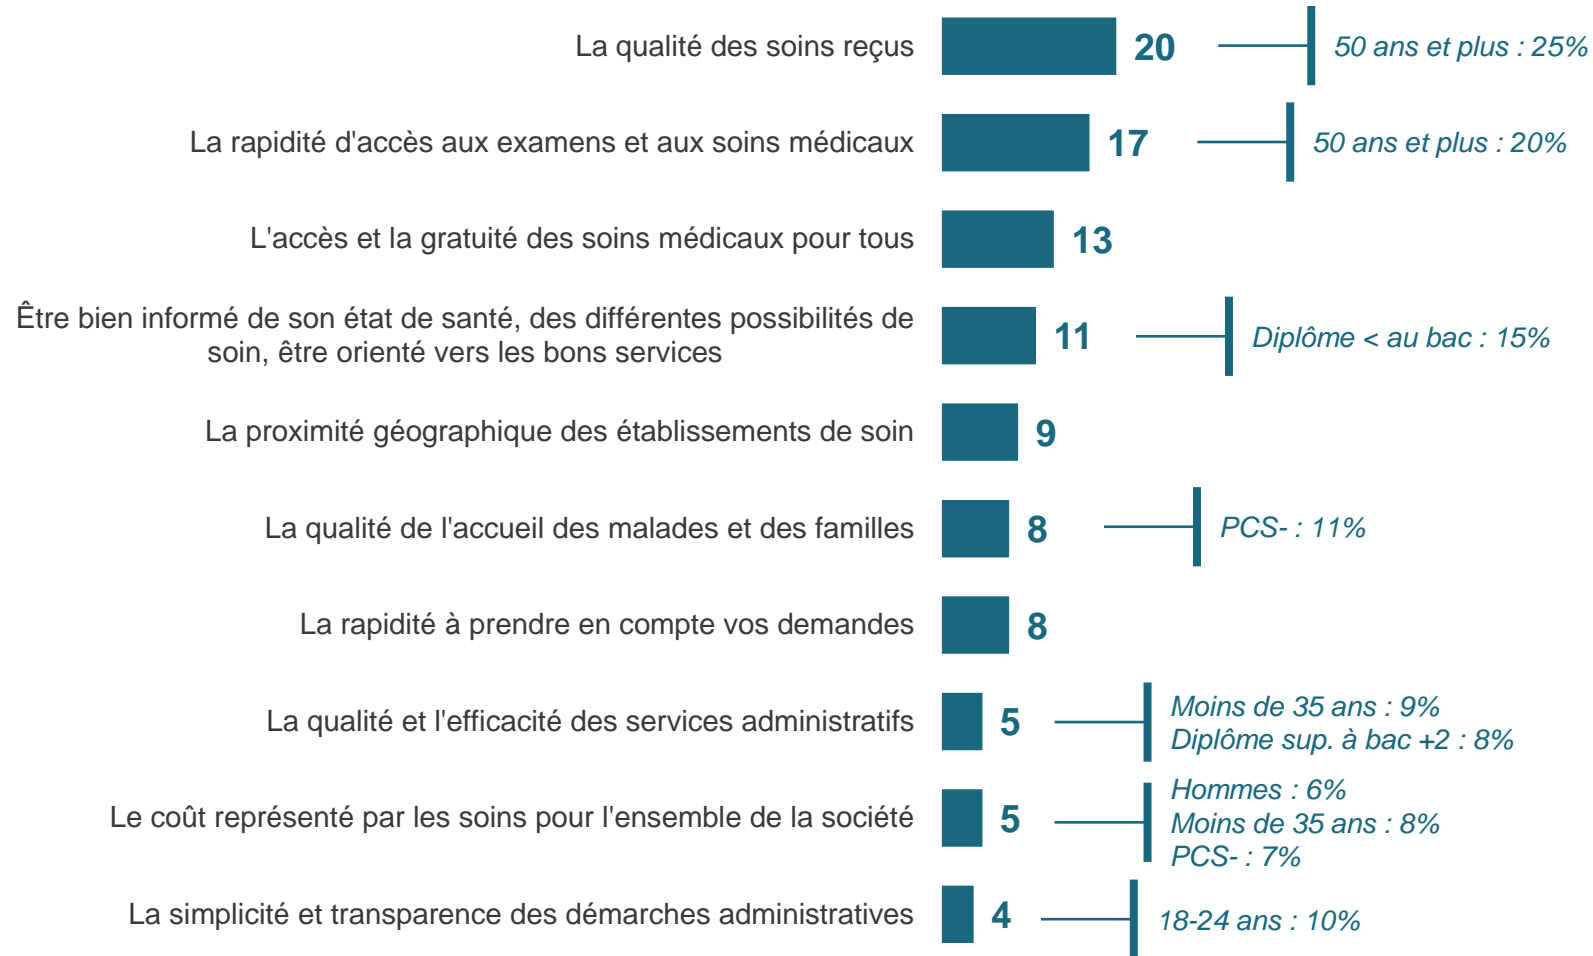 La qualité des soins reçus 20 50 ans et plus : 25%
La rapidité d'accès aux examens et aux soins médicaux 17 50 ans et plus : 20%
L'accès et la gratuité des soins médicaux pour tous 13
Être bien informé de son état de santé, des différentes possibilités de
soin, être orienté vers les bons services 11 Diplôme < au bac : 15%
La proximité géographique des établissements de soin 9
La qualité de l'accueil des malades et des familles 8 PCS- : 11%
La rapidité à prendre en compte vos demandes 8
La qualité et l'efficacité des services administratifs 5 Moins de 35 ans : 9%
Diplôme sup. à bac +2 : 8%
Le coût représenté par les soins pour l'ensemble de la société 5 Hommes : 6%
Moins de 35 ans : 8%
PCS- : 7%
La simplicité et transparence des démarches administratives 4 18-24 ans : 10%